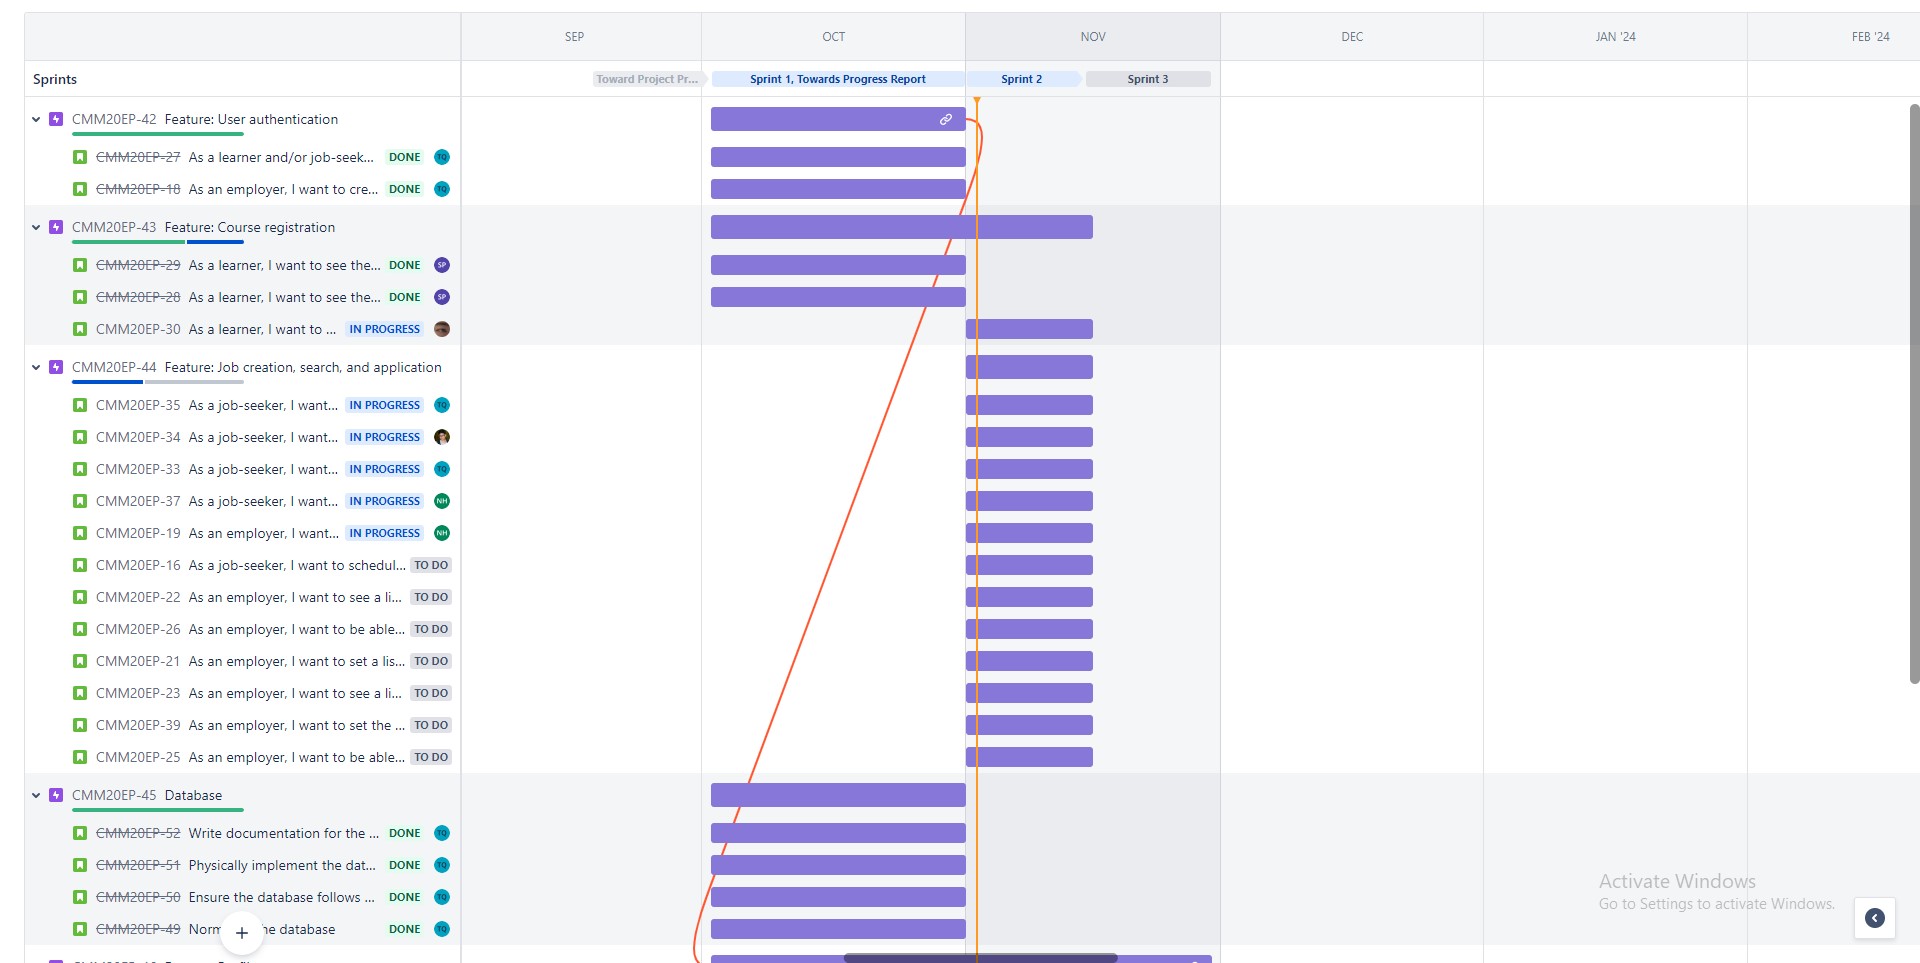 SEP OCT NOV DEC JAN '24 FEB '24
Sprints Toward Project Pr... Sprint 1, Towards Progress Report Sprint 2 Sprint 3
CMM20EP-42 Feature: User authentication
CMM20EP-27 As a learner and/or job-seek... DONE TQ
CMM20EP-18 As an employer, I want to cre... DONE TQ
CMM20EP-43 Feature: Course registration
CMM20EP-29 As a learner, I want to see the... DONE SP
CMM20EP-28 As a learner, I want to see the... DONE SP
CMM20EP-30 As a learner, I want to ... IN PROGRESS
CMM20EP-44 Feature: Job creation, search, and application
CMM20EP-35 As a job-seeker, I want... IN PROGRESS TQ
CMM20EP-34 As a job-seeker, I want... IN PROGRESS
CMM20EP-33 As a job-seeker, I want... IN PROGRESS TQ
CMM20EP-37 As a job-seeker, I want... IN PROGRESS NH
CMM20EP-19 As an employer, I want... IN PROGRESS NH
CMM20EP-16 As a job-seeker, I want to schedul... TO DO
CMM20EP-22 As an employer, I want to see a li... TO DO
CMM20EP-26 As an employer, I want to be able... TO DO
CMM20EP-21 As an employer, I want to set a lis... TO DO
CMM20EP-23 As an employer, I want to see a li... TO DO
CMM20EP-39 As an employer, I want to set the ... TO DO
CMM20EP-25 As an employer, I want to be able... TO DO
CMM20EP-45 Database
CMM20EP-52 Write documentation for the ... DONE TQ
CMM20EP-51 Physically implement the dat... DONE TQ
CMM20EP-50 Ensure the database follows ... DONE TQ
CMM20EP-49 database DONE TQ
Activate Windows
Go to Settings to activate Windows.